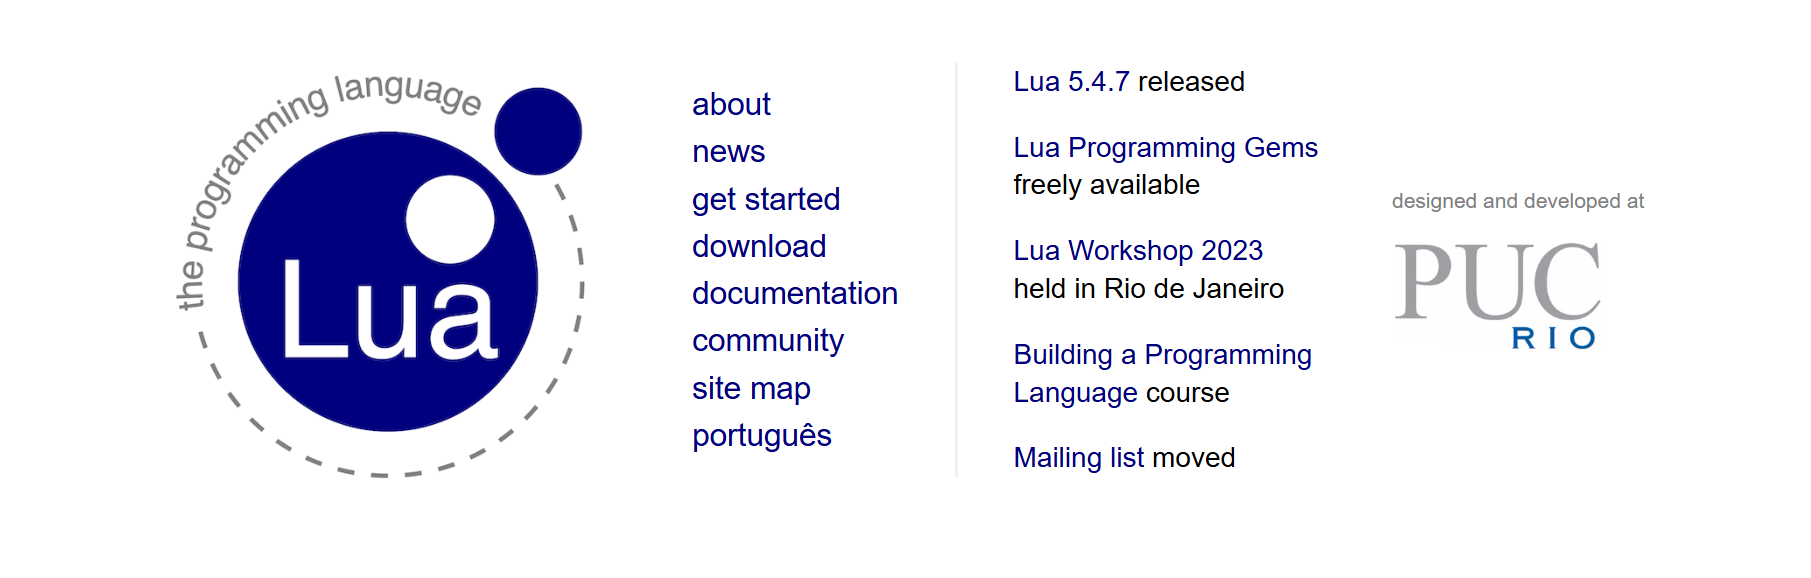 the programming language
Lua
about
news
get started
download
documentation
community
site map
português
Lua 5.4.7 released
Lua Programming Gems
freely available
Lua Workshop 2023
held in Rio de Janeiro
Building a Programming
Language course
Mailing list moved
designed and developed at
PUC
RIO